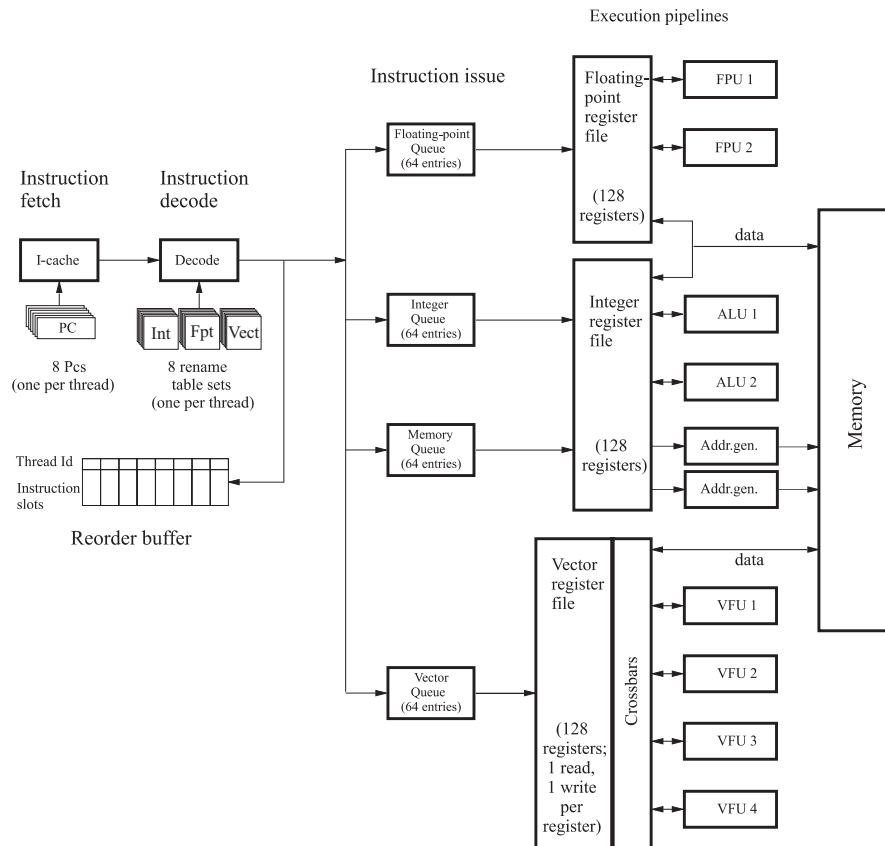 Execution pipelines
Instruction issue
Floating-
point
register
file
(128
registers)
FPU 1
FPU 2
Floating-point
Queue
(64 entries)
Instruction
fetch
Instruction
decode
I-cache
Decode
PC
Int
Fpt
Vect
8 Pcs
(one per thread)
8 rename
table sets
(one per thread)
data
Integer
Queue
(64 entries)
Integer
register
file
(128
registers)
ALU 1
ALU 2
Memory
Queue
(64 entries)
Addr.gen.
Addr.gen.
Memory
Thread Id
Instruction
slots
Reorder buffer
data
Vector
register
file
(128
registers;
1 read,
1 write
per
register)
Crossbars
Vector
Queue
(64 entries)
VFU 1
VFU 2
VFU 3
VFU 4